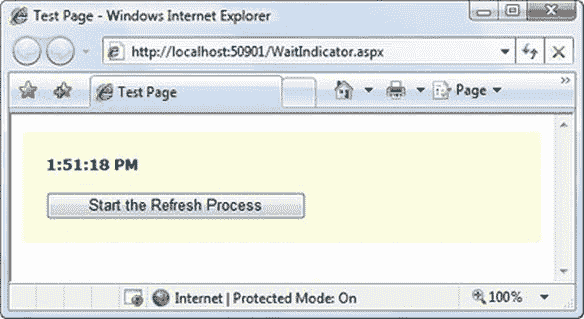 Test Page - Windows Internet Explorer
http://localhost:50901/WaitIndicator.aspx
Test Page
Page
1:51:18 PM
Start the Refresh Process
Internet | Protected Mode: On
100%